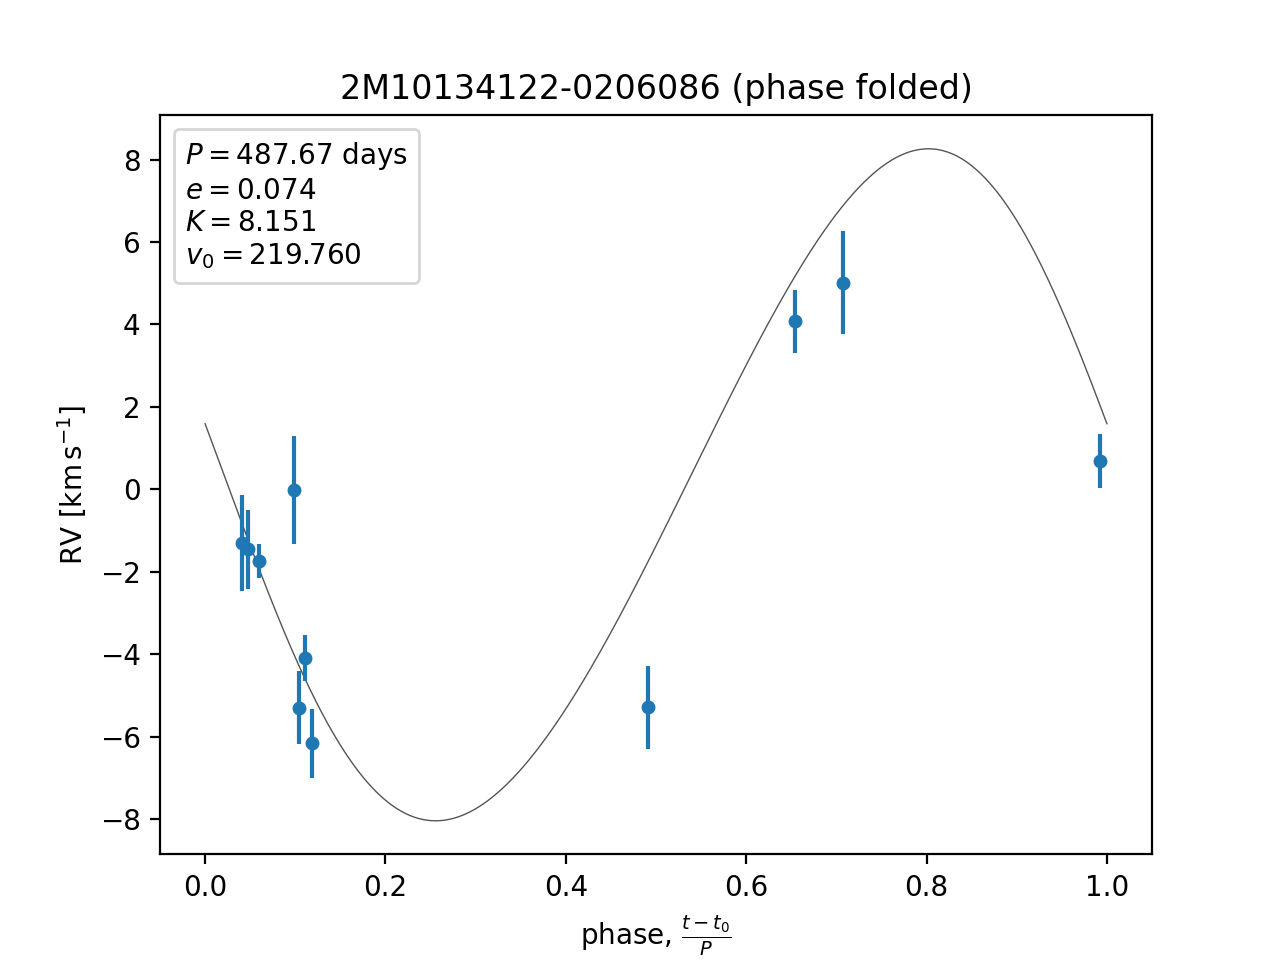 2M10134122-0206086 (phase folded)
P = 487.67 days
e = 0.074
K = 8.151
v₀ = 219.760
8
6
4
2
0
−2
−4
−6
−8
RV [km s⁻¹]
0.0 0.2 0.4 0.6 0.8 1.0
phase, (t − t₀)/P